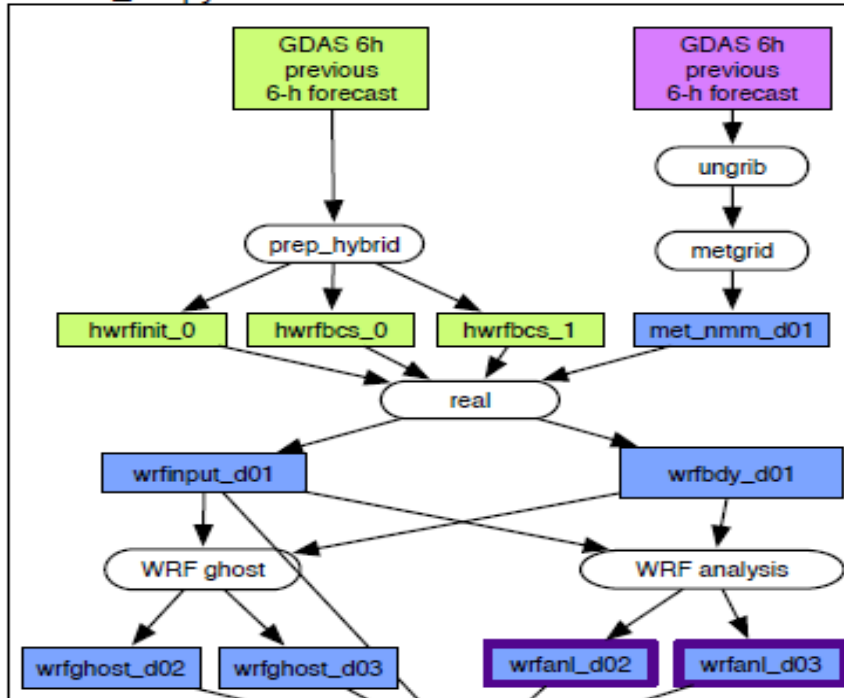 GDAS 6h
previous
6-h forecast
GDAS 6h
previous
6-h forecast
ungrib
prep_hybrid
metgrid
hwrfinit_0
hwrfbcs_0
hwrfbcs_1
met_nmm_d01
real
wrfinput_d01
wrfbdy_d01
WRF ghost
WRF analysis
wrfghost_d02
wrfghost_d03
wrfanl_d02
wrfanl_d03